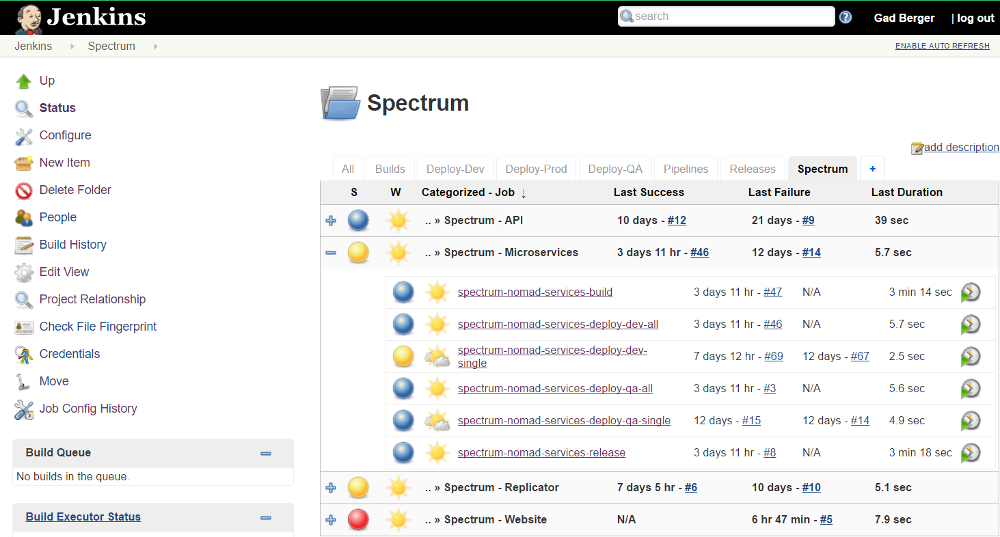 Jenkins
search
Gad Berger
| log out
Jenkins
Spectrum
ENABLE AUTO REFRESH
Up
Status
Configure
New Item
Delete Folder
People
Build History
Edit View
Project Relationship
Check File Fingerprint
Credentials
Move
Job Config History
Build Queue
No builds in the queue.
Build Executor Status
Spectrum
add description
All Builds Deploy-Dev Deploy-Prod Deploy-QA Pipelines Releases Spectrum +
S W Categorized - Job ↓ Last Success Last Failure Last Duration
.. » Spectrum - API 10 days - #12 21 days - #9 39 sec
.. » Spectrum - Microservices 3 days 11 hr - #46 12 days - #14 5.7 sec
spectrum-nomad-services-build 3 days 11 hr - #47 N/A 3 min 14 sec
spectrum-nomad-services-deploy-dev-all 3 days 11 hr - #46 N/A 5.7 sec
spectrum-nomad-services-deploy-dev-
single 7 days 12 hr - #69 12 days - #67 2.5 sec
spectrum-nomad-services-deploy-qa-all 3 days 11 hr - #3 N/A 5.6 sec
spectrum-nomad-services-deploy-qa-single 12 days - #15 12 days - #14 4.9 sec
spectrum-nomad-services-release 3 days 11 hr - #8 N/A 3 min 18 sec
.. » Spectrum - Replicator 7 days 5 hr - #6 10 days - #10 5.1 sec
.. » Spectrum - Website N/A 6 hr 47 min - #5 7.9 sec